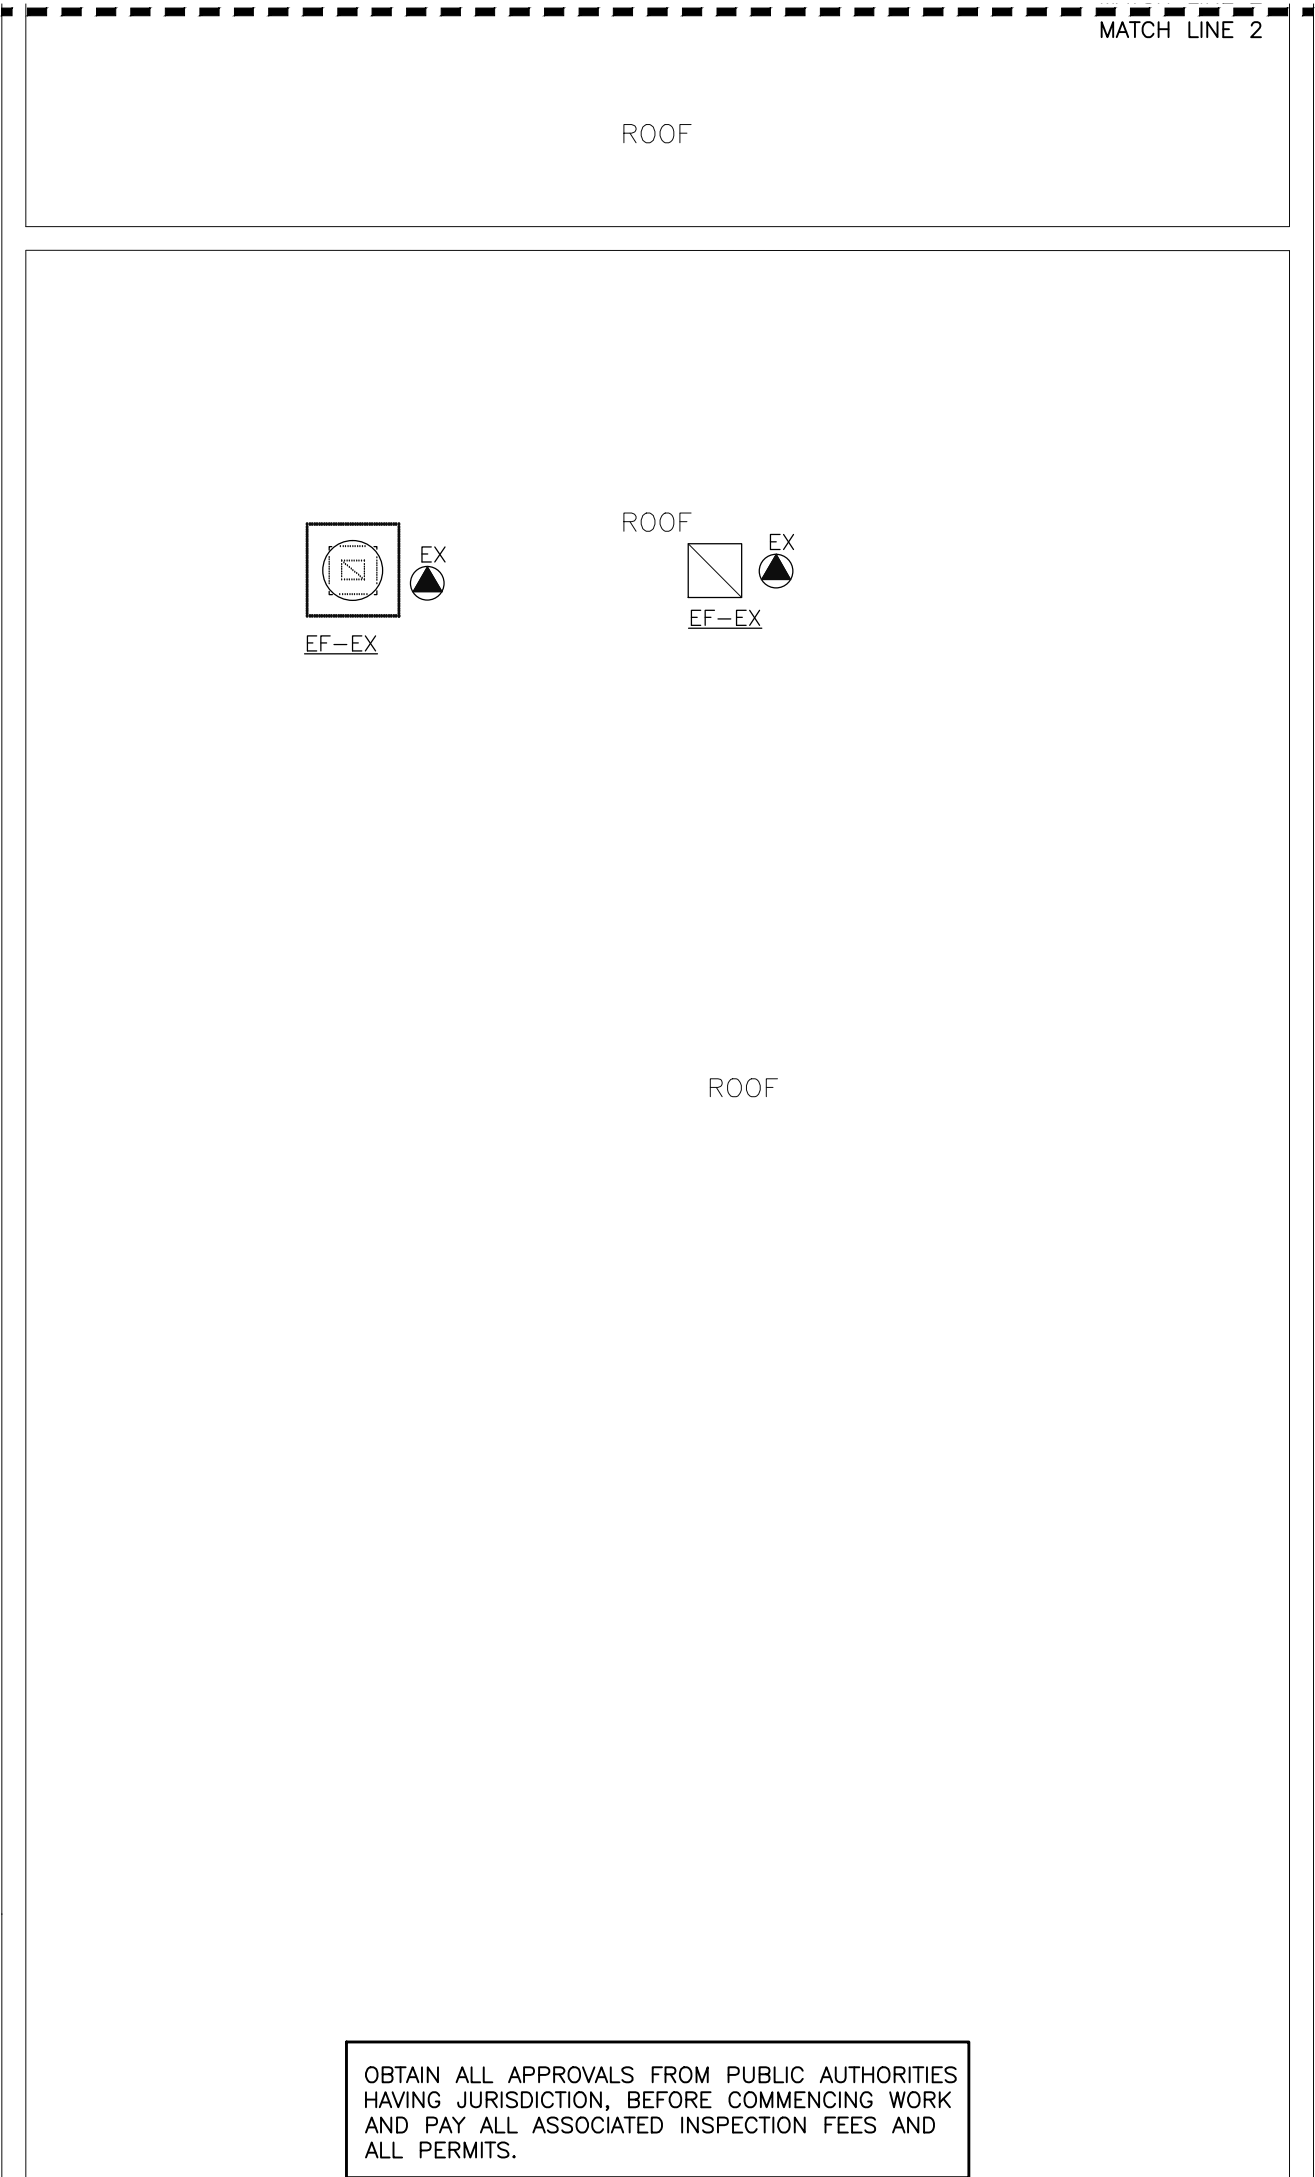 MATCH LINE 2
ROOF
ROOF
EX
EX
EF-EX
EF-EX
ROOF
OBTAIN ALL APPROVALS FROM PUBLIC AUTHORITIES
HAVING JURISDICTION, BEFORE COMMENCING WORK
AND PAY ALL ASSOCIATED INSPECTION FEES AND
ALL PERMITS.